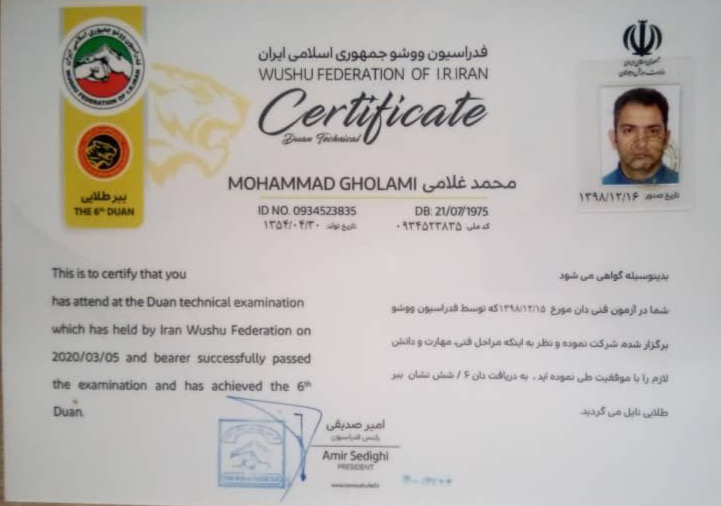 فدراسیون ووشو جمهوری اسلامی ایران
WUSHU FEDERATION OF I.R.IRAN
Certificate
Duan Technical
WUSHU FEDERATION OF I.R.IRAN
ببر طلایی
THE 6th DUAN
MOHAMMAD GHOLAMI محمد غلامی
ID NO. 0934523835 DB: 21/07/1975
تاریخ تولد: ۱۳۵۴/۰۴/۳۰ کد ملی: ۰۹۳۴۵۲۳۸۳۵
تاریخ صدور: ۱۳۹۸/۱۲/۱۶
This is to certify that you
has attend at the Duan technical examination
which has held by Iran Wushu Federation on
2020/03/05 and bearer successfully passed
the examination and has achieved the 6th
Duan.
بدینوسیله گواهی می شود
شما در آزمون فنی دان مورخ ۱۳۹۸/۱۲/۱۵که توسط فدراسیون ووشو
برگزار شده، شرکت نموده و نظر به اینکه مراحل فنی، مهارت و دانش
لازم را با موفقیت طی نموده اید ، به دریافت دان ۶ / شش نشان ببر
طلایی نایل می گردید.
امیر صدیقی
رئیس فدراسیون
Amir Sedighi
PRESIDENT